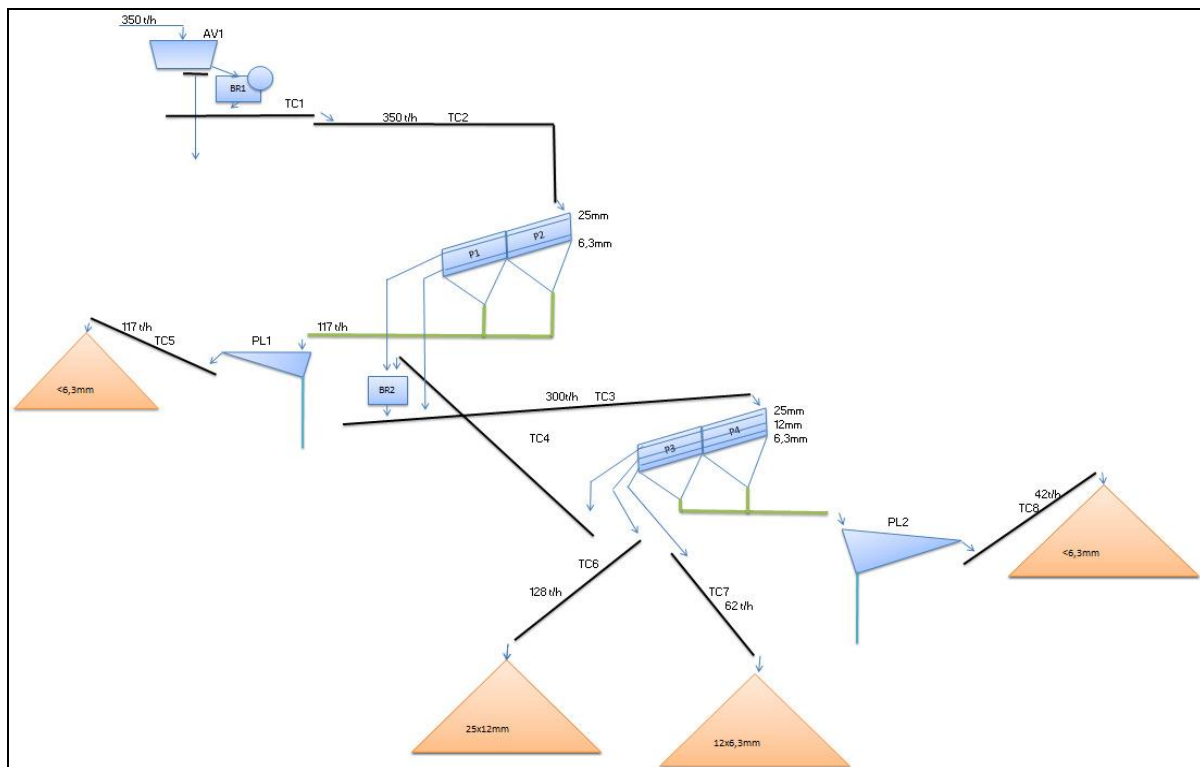 350 t/h
AV1
BR1
TC1
350 t/h
TC2
25mm
P2
6,3mm
P1
117 t/h
117 t/h
TC5
PL1
<6,3mm
BR2
300t/h
TC3
25mm
12mm
6,3mm
P4
P3
TC4
42t/h
TC8
PL2
<6,3mm
TC6
128 t/h
TC7
62 t/h
25x12mm
12x6,3mm